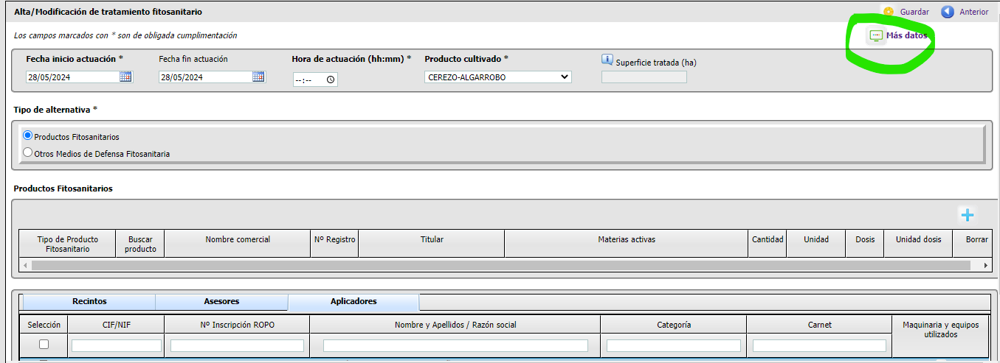 Alta/Modificación de tratamiento fitosanitario
Guardar
Anterior
Los campos marcados con * son de obligada cumplimentación
Más datos
Fecha inicio actuación *
Fecha fin actuación
Hora de actuación (hh:mm) *
Producto cultivado *
Superficie tratada (ha)
28/05/2024
28/05/2024
--:--
CEREZO-ALGARROBO
Tipo de alternativa *
Productos Fitosanitarios
Otros Medios de Defensa Fitosanitaria
Productos Fitosanitarios
Tipo de Producto
Fitosanitario
Buscar
producto
Nombre comercial
Nº Registro
Titular
Materias activas
Cantidad
Unidad
Dosis
Unidad dosis
Borrar
Recintos
Asesores
Aplicadores
Selección
CIF/NIF
Nº Inscripción ROPO
Nombre y Apellidos / Razón social
Categoría
Carnet
Maquinaria y equipos
utilizados